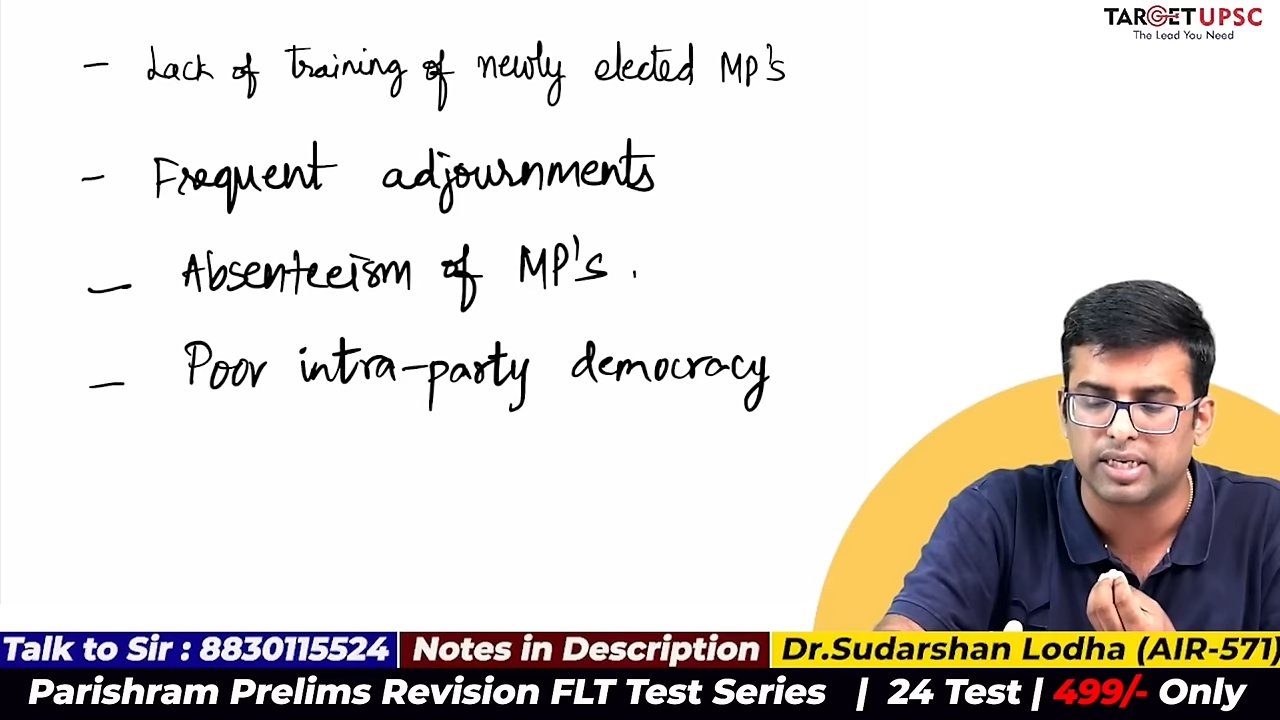 TARGET UPSC
The Lead You Need
- Lack of training of newly elected MP's
- Frequent adjournments
- Absenteeism of MP's.
- Poor intra-party democracy
Talk to Sir : 8830115524 Notes in Description Dr.Sudarshan Lodha (AIR-571)
Parishram Prelims Revision FLT Test Series | 24 Test | 499/- Only